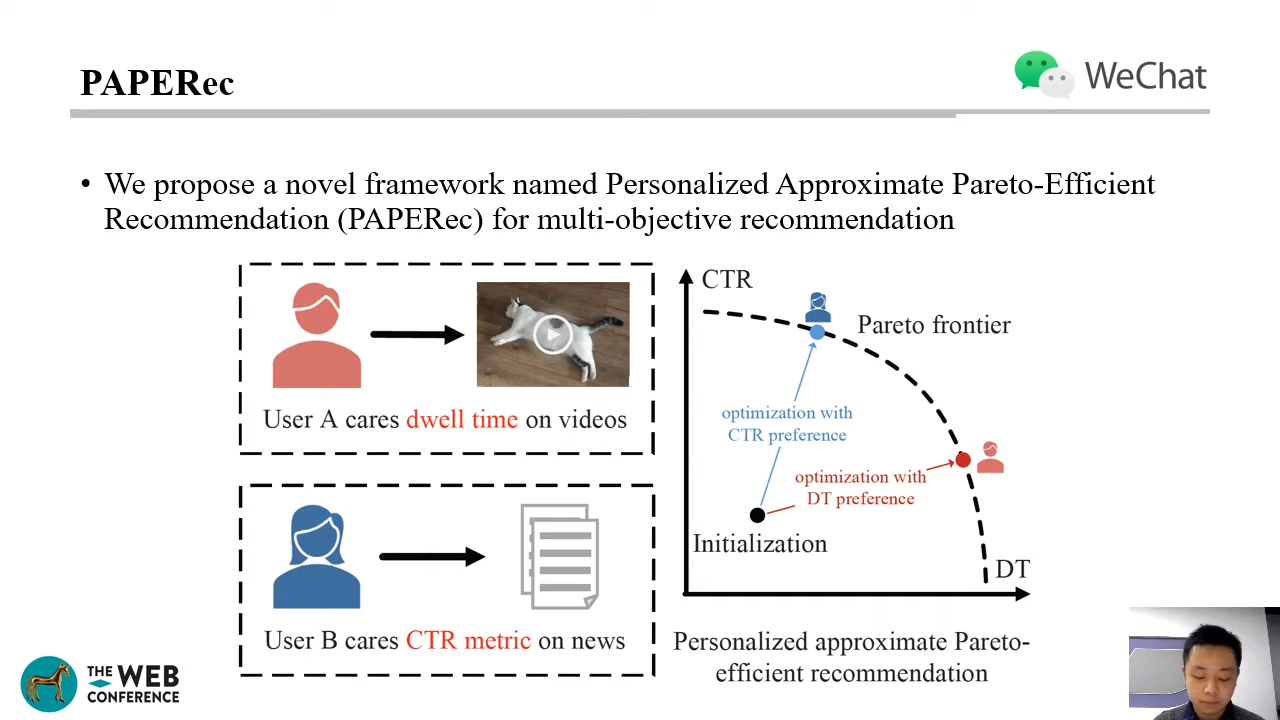 PAPERec
WeChat
• We propose a novel framework named Personalized Approximate Pareto-Efficient
Recommendation (PAPERec) for multi-objective recommendation
User A cares dwell time on videos
User B cares CTR metric on news
CTR
Pareto frontier
optimization with
CTR preference
optimization with
DT preference
Initialization
DT
Personalized approximate Pareto-
efficient recommendation
THE WEB
CONFERENCE